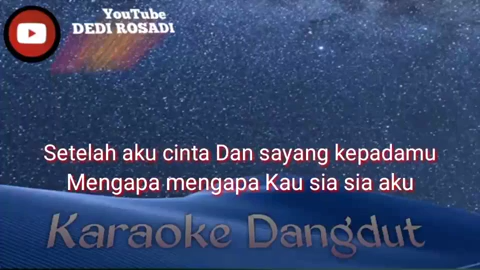 YouTube
DEDI ROSADI
Setelah aku cinta Dan sayang kepadamu
Mengapa mengapa Kau sia sia aku
Karaoke Dangdut